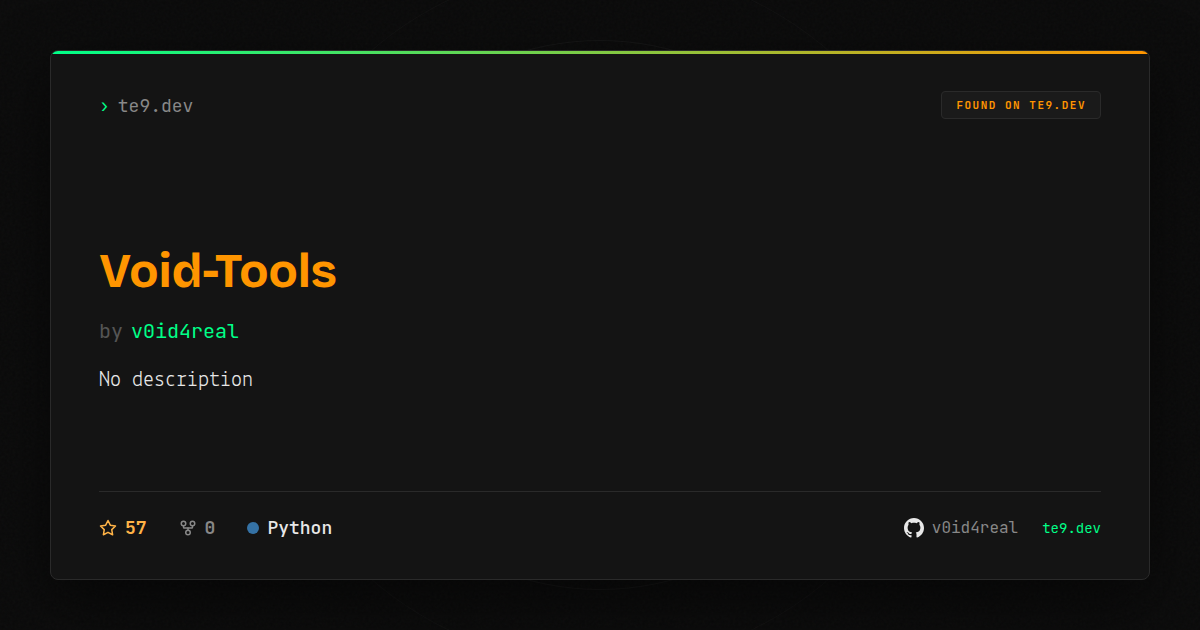 › te9.dev
FOUND ON TE9.DEV
Void-Tools
by v0id4real
No description
57 0 Python
v0id4real te9.dev